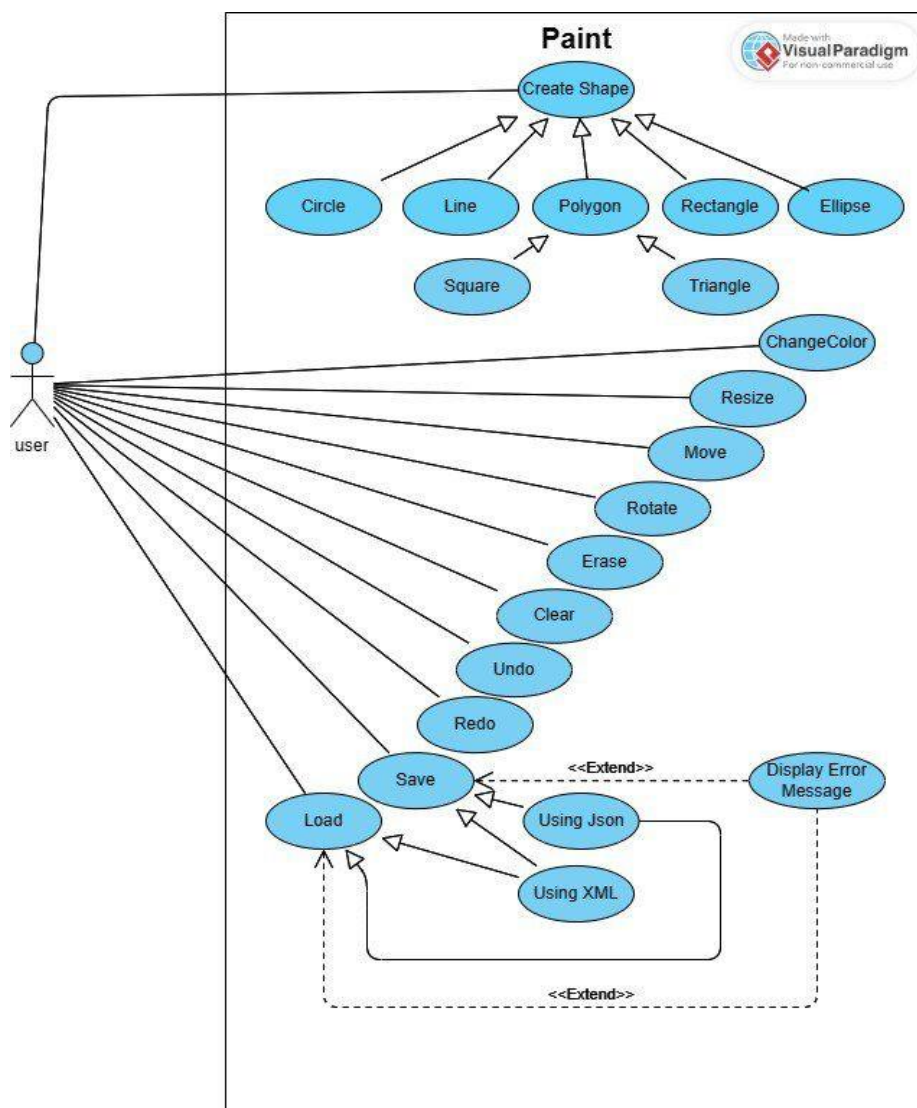 Paint
Made with
Visual Paradigm
For non-commercial use
Create Shape
Circle
Line
Polygon
Rectangle
Ellipse
Square
Triangle
ChangeColor
Resize
user
Move
Rotate
Erase
Clear
Undo
Redo
Save
<<Extend>>
Display Error
Message
Load
Using Json
Using XML
<<Extend>>